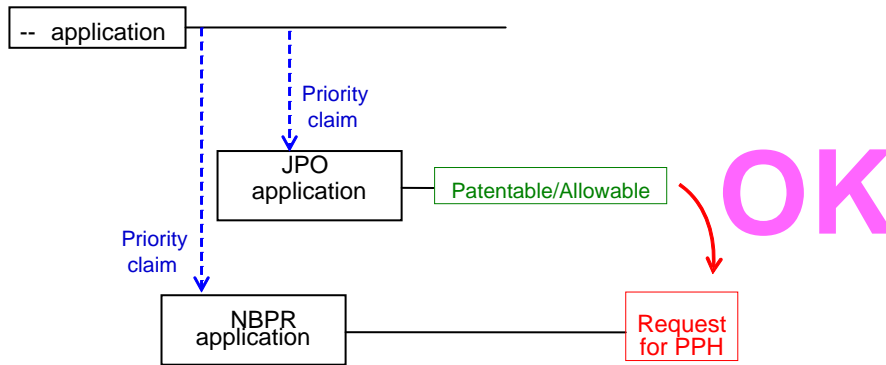 -- application
Priority
claim
JPO
application
Patentable/Allowable
OK
Priority
claim
NBPR
application
Request
for PPH